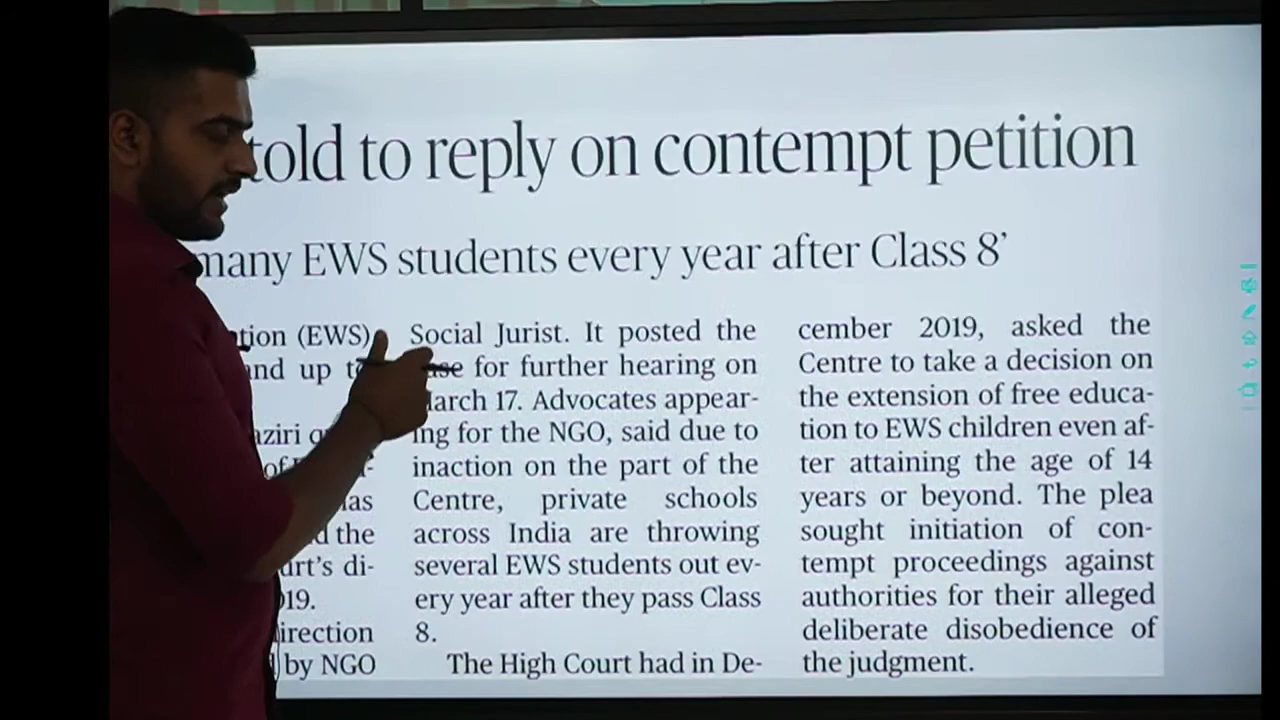 told to reply on contempt petition
many EWS students every year after Class 8’
tion (EWS)
and up
the
19.
irection
by NGO
Social Jurist. It posted the
for further hearing on
March 17. Advocates appear-
ing for the NGO, said due to
inaction on the part of the
Centre, private schools
across India are throwing
several EWS students out ev-
ery year after they pass Class
8.
The High Court had in De-
cember 2019, asked the
Centre to take a decision on
the extension of free educa-
tion to EWS children even af-
ter attaining the age of 14
years or beyond. The plea
sought initiation of con-
tempt proceedings against
authorities for their alleged
deliberate disobedience of
the judgment.